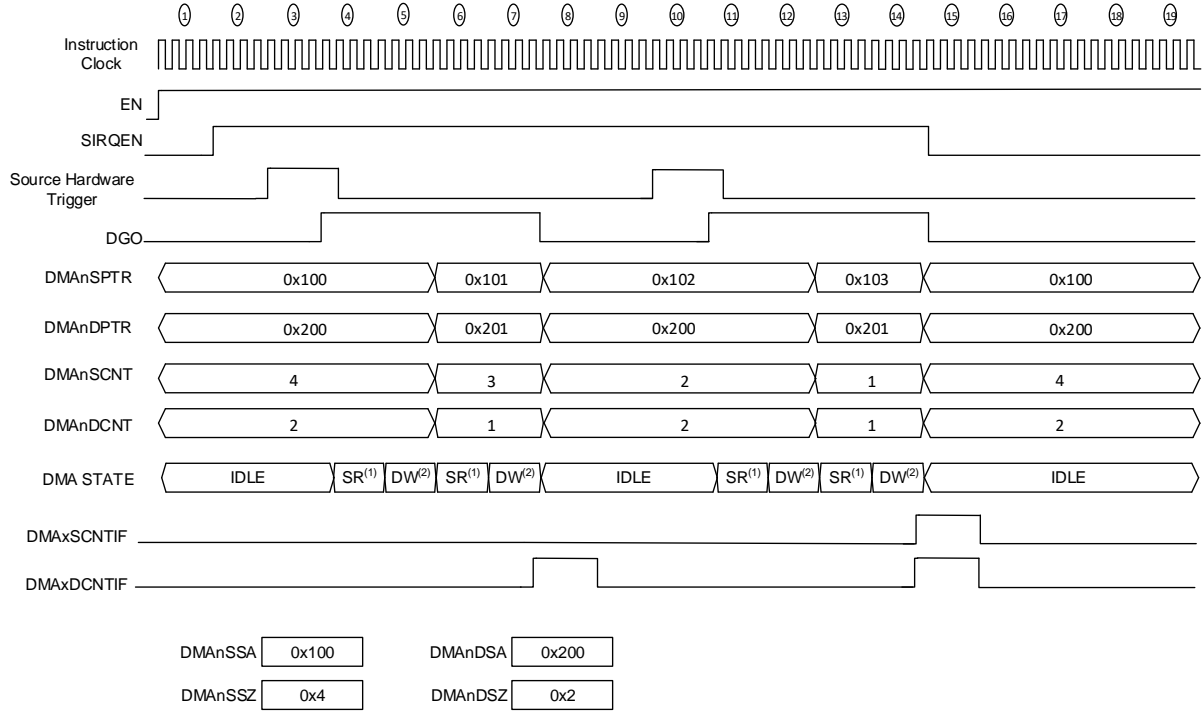 1 2 3 4 5 6 7 8 9 10 11 12 13 14 15 16 17 18 19
Instruction
Clock
EN
SIRQEN
Source Hardware
Trigger
DGO
DMAnSPTR 0x100 0x101 0x102 0x103 0x100
DMAnDPTR 0x200 0x201 0x200 0x201 0x200
DMAnSCNT 4 3 2 1 4
DMAnDCNT 2 1 2 1 2
DMA STATE IDLE SR(1) DW(2) SR(1) DW(2) IDLE SR(1) DW(2) SR(1) DW(2) IDLE
DMAxSCNTIF
DMAxDCNTIF
DMAnSSA 0x100 DMAnDSA 0x200
DMAnSSZ 0x4 DMAnDSZ 0x2